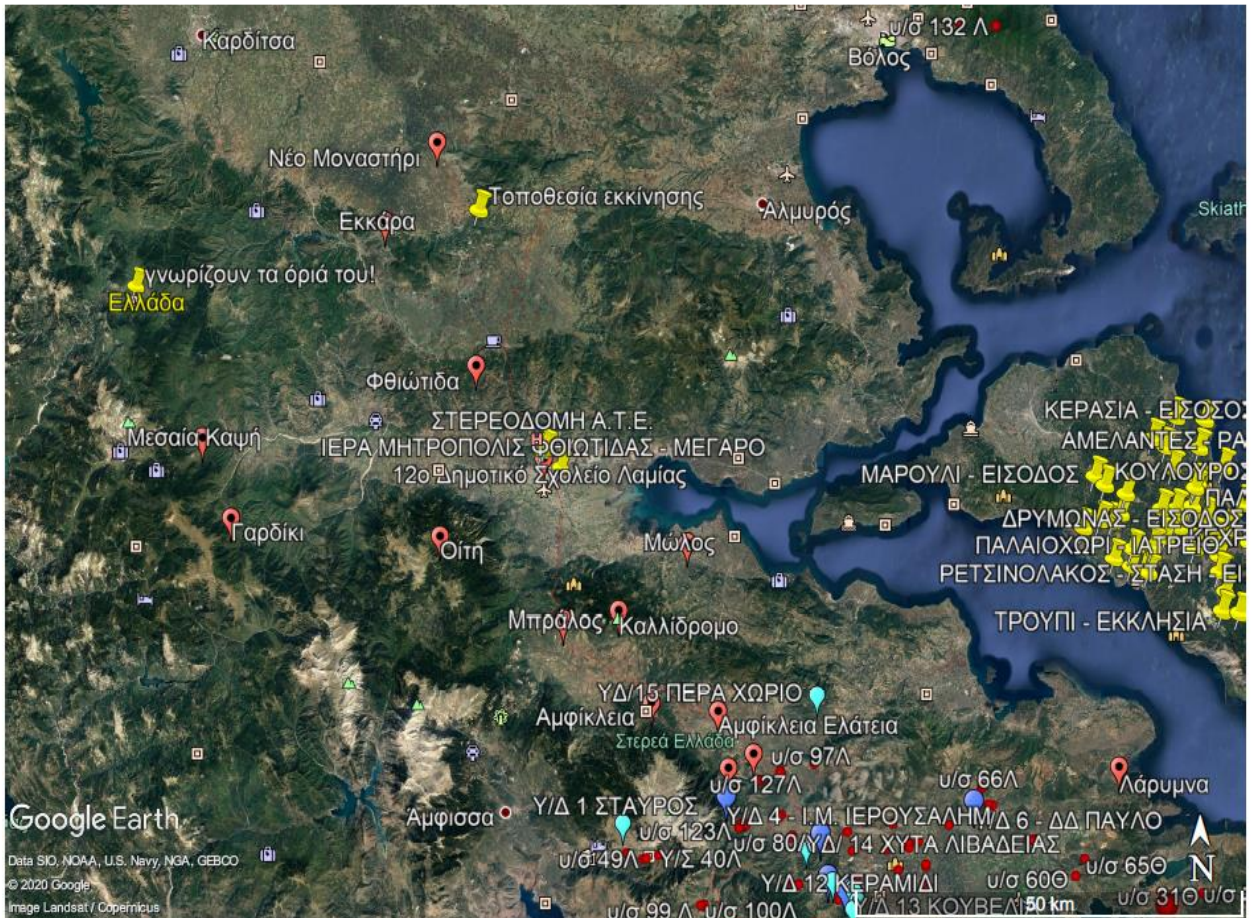 Καρδίτσα
υ/σ 132 Λ
Βόλος
Νέο Μοναστήρι
Τοποθεσία εκκίνησης
Εκκάρα
Αλμυρός
Skiath
γνωρίζουν τα όριά του!
Ελλάδα
Φθιώτιδα
ΣΤΕΡΕΟΔΟΜΗ Α.Τ.Ε.
ΚΕΡΑΣΙΑ - ΕΙΣΟΣΟΣ
Μεσαία Καψή
ΙΕΡΑ ΜΗΤΡΟΠΟΛΙΣ ΦΘΙΩΤΙΔΑΣ - ΜΕΓΑΡΟ
ΑΜΕΛΑΝΤΕΣ
12ο Δημοτικό Σχολείο Λαμίας
ΜΑΡΟΥΛΙ - ΕΙΣΟΔΟΣ
ΚΟΥΛΟΥΡΟΣ
ΠΑΛ
Γαρδίκι
ΔΡΥΜΩΝΑΣ - ΕΙΣΟΔΟΣ
Οίτη
Μώλος
ΠΑΛΑΙΟΧΩΡΙ - ΙΑΤΡΕΙΟ
ΡΕΤΣΙΝΟΛΑΚΟΣ - ΣΤΑΣΗ - ΕΙ
Μπράλος
Καλλίδρομο
ΤΡΟΥΠΙ - ΕΚΚΛΗΣΙΑ
ΥΔ/15 ΠΕΡΑ ΧΩΡΙΟ
Αμφίκλεια
Αμφίκλεια Ελάτεια
Στερεά Ελλάδα
υ/σ 97Λ
υ/σ 127Λ
υ/σ 66Λ
Λάρυμνα
Google Earth
Άμφισσα
Υ/Δ 1 ΣΤΑΥΡΟΣ
Υ/Δ 4 - Ι.Μ. ΙΕΡΟΥΣΑΛΗΜ
Υ/Δ 6 - ΔΔ ΠΑΥΛΟ
υ/σ 123Λ
υ/σ 80
ΥΔ/ 14 ΧΥΤΑ ΛΙΒΑΔΕΙΑΣ
υ/σ 49Λ
Υ/Σ 40Λ
υ/σ 65Θ
Data SIO, NOAA, U.S. Navy, NGA, GEBCO
Υ/Δ 12 ΚΕΡΑΜΙΔΙ
υ/σ 60Θ
N
© 2020 Google
υ/σ 31Θ
Υ/Δ 13 ΚΟΥΒΕΛ
50 km
υ/σ 99 Λ
υ/σ 100Λ
Image Landsat / Copernicus